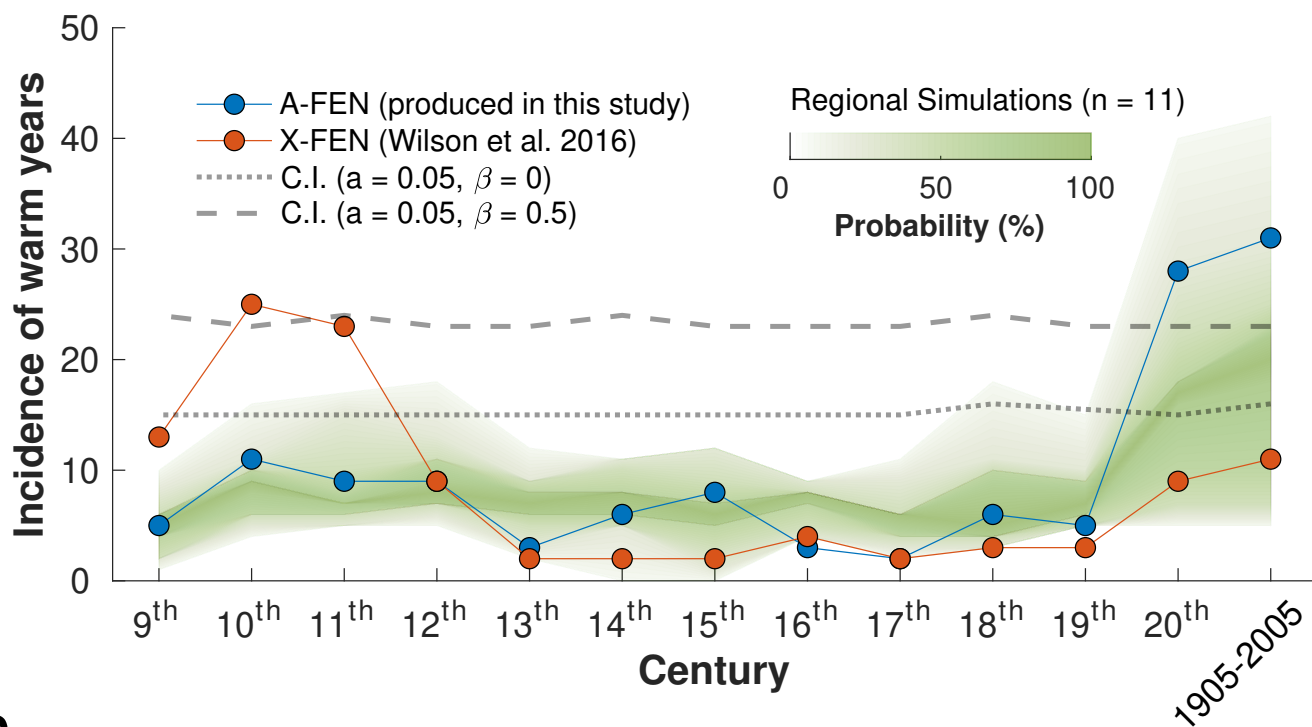 50
40
30
20
10
0
Incidence of warm years
A-FEN (produced in this study)
X-FEN (Wilson et al. 2016)
C.I. (a = 0.05, β = 0)
C.I. (a = 0.05, β = 0.5)
Regional Simulations (n = 11)
0 50 100
Probability (%)
9th 10th 11th 12th 13th 14th 15th 16th 17th 18th 19th 20th 1905-2005
Century